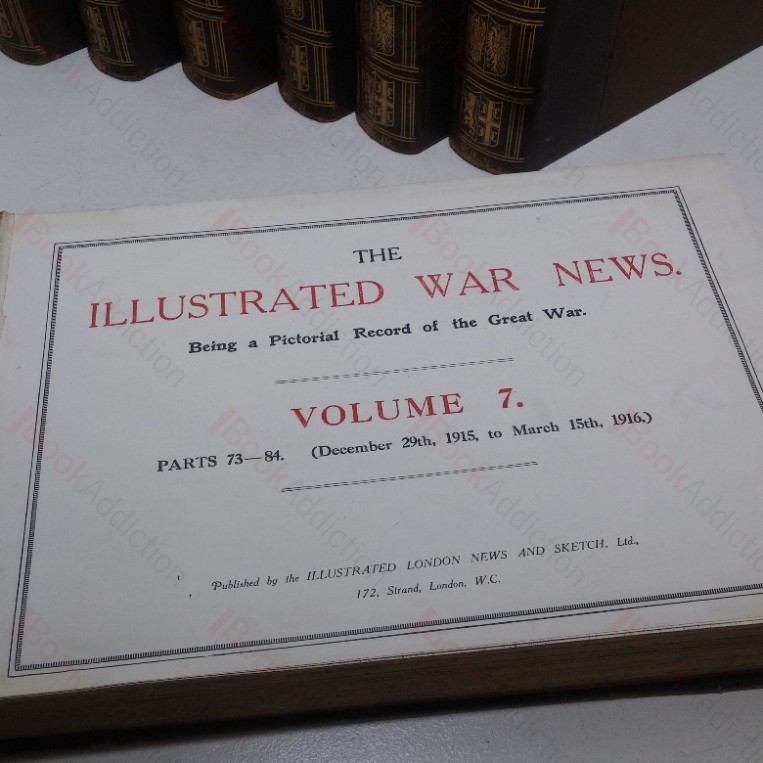 THE
ILLUSTRATED WAR NEWS.
Being a Pictorial Record of the Great War.
VOLUME 7.
PARTS 73—84. (December 29th, 1915, to March 15th, 1916.)
Published by the ILLUSTRATED LONDON NEWS AND SKETCH, Ltd.,
172, Strand, London, W.C.
BookAddiction